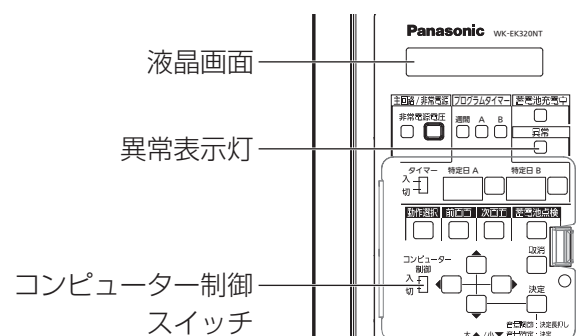 Panasonic WK-EK320NT
液晶画面
主回路/非常電源 プログラムタイマー 蓄電池充電中
非常電源電圧 週間 A B
異常
異常表示灯
タイマー 特定日 A 特定日 B
入
切
動作選択 前画面 次画面 蓄電池点検
コンピューター
制御
取消
入
切
決定
コンピューター制御
スイッチ